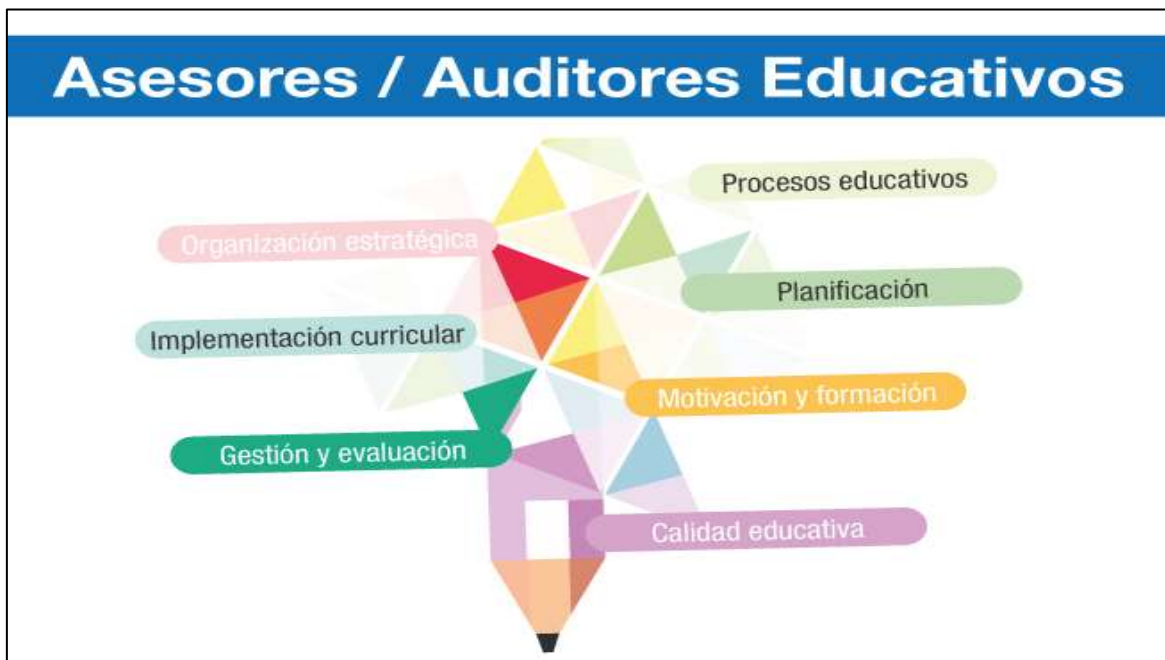 Asesores / Auditores Educativos
Procesos educativos
Organización estratégica
Planificación
Implementación curricular
Motivación y formación
Gestión y evaluación
Calidad educativa